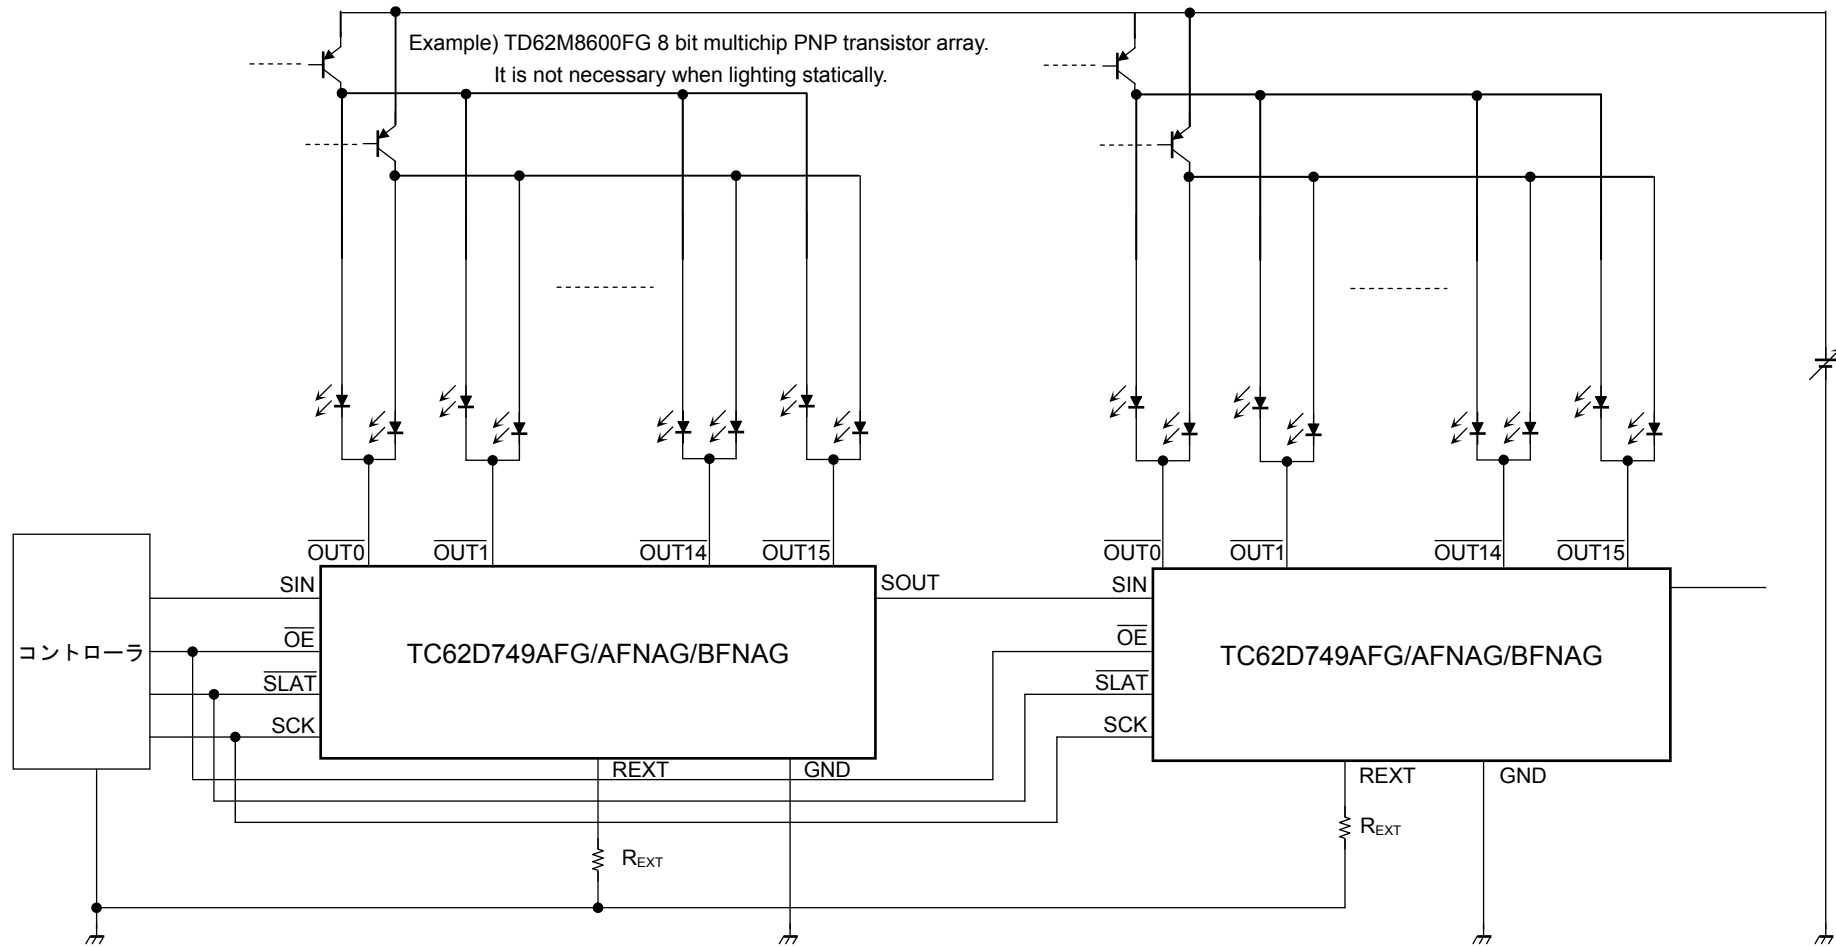 Example) TD62M8600FG 8 bit multichip PNP transistor array.
It is not necessary when lighting statically.
OUT0
OUT1
OUT14
OUT15
OUT0
OUT1
OUT14
OUT15
SIN
SOUT
SIN
OE
OE
コントローラ
TC62D749AFG/AFNAG/BFNAG
TC62D749AFG/AFNAG/BFNAG
SLAT
SLAT
SCK
SCK
REXT
GND
REXT
GND
REXT
REXT